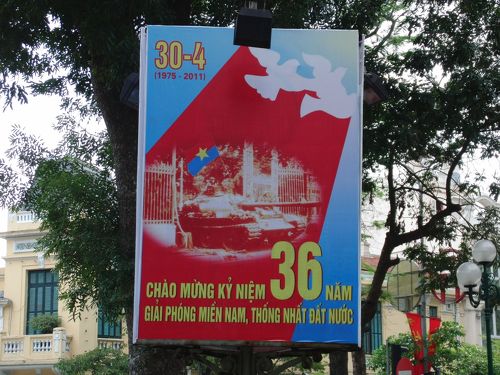 30-4
(1975 - 2011)
CHÀO MỪNG KỶ NIỆM 36 NĂM
GIẢI PHÓNG MIỀN NAM, THỐNG NHẤT ĐẤT NƯỚC